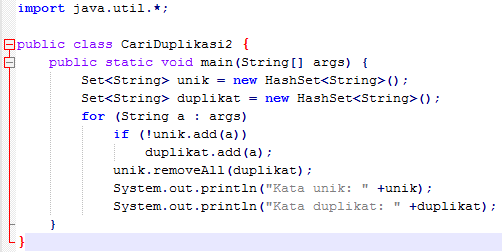 import java.util.*;
public class CariDuplikasi2 {
public static void main(String[] args) {
Set<String> unik = new HashSet<String>();
Set<String> duplikat = new HashSet<String>();
for (String a : args)
if (!unik.add(a))
duplikat.add(a);
unik.removeAll(duplikat);
System.out.println("Kata unik: " +unik);
System.out.println("Kata duplikat: " +duplikat);
}
}